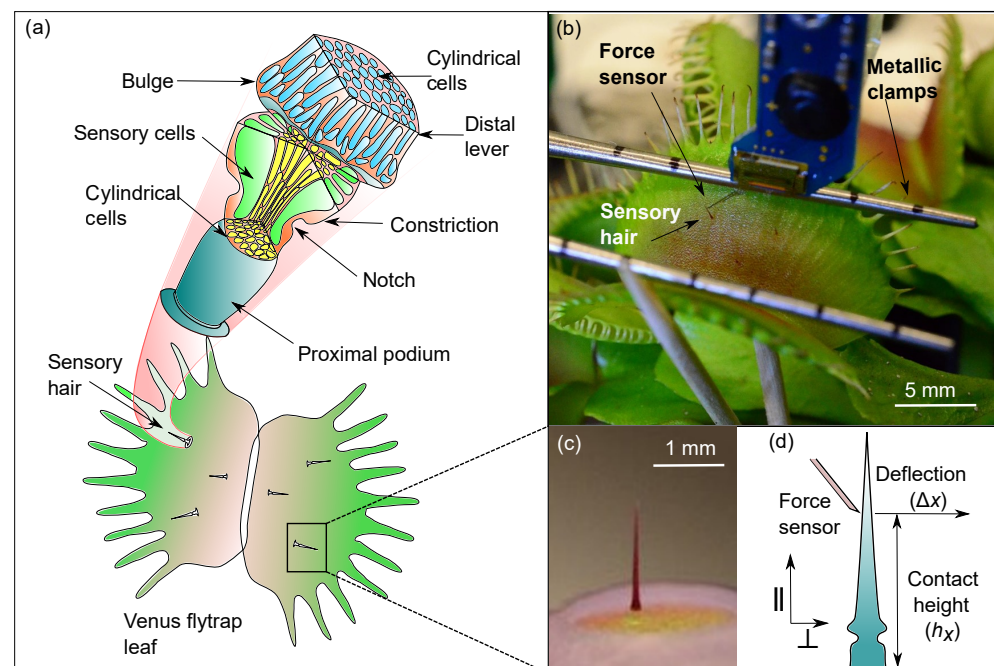 (a)
Bulge
Cylindrical
cells
Sensory cells
Distal
lever
Cylindrical
cells
Constriction
Notch
Proximal podium
Sensory
hair
Venus flytrap
leaf
(b)
Force
sensor
Metallic
clamps
Sensory
hair
5 mm
(c)
1 mm
(d)
Deflection
(Δx)
Force
sensor
Contact
height
(hx)
||
⊥